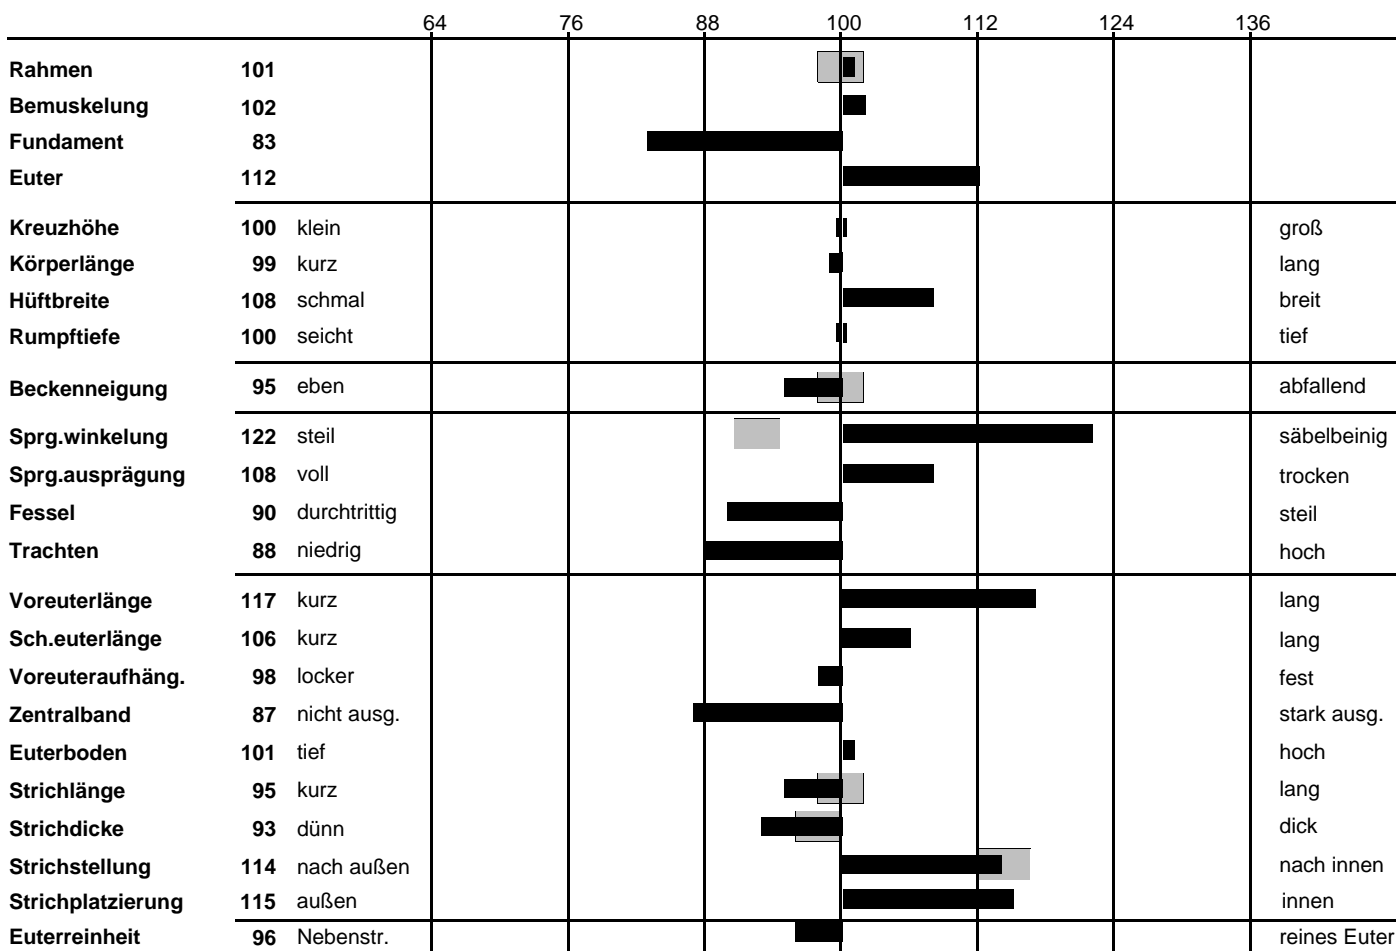 64 76 88 100 112 124 136
Rahmen 101
Bemuskelung 102
Fundament 83
Euter 112
Kreuzhöhe 100 klein groß
Körperlänge 99 kurz lang
Hüftbreite 108 schmal breit
Rumpftiefe 100 seicht tief
Beckenneigung 95 eben abfallend
Sprg.winkelung 122 steil säbelbeinig
Sprg.ausprägung 108 voll trocken
Fessel 90 durchtrittig steil
Trachten 88 niedrig hoch
Voreuterlänge 117 kurz lang
Sch.euterlänge 106 kurz lang
Voreuteraufhäng. 98 locker fest
Zentralband 87 nicht ausg. stark ausg.
Euterboden 101 tief hoch
Strichlänge 95 kurz lang
Strichdicke 93 dünn dick
Strichstellung 114 nach außen nach innen
Strichplatzierung 115 außen innen
Euterreinheit 96 Nebenstr. reines Euter